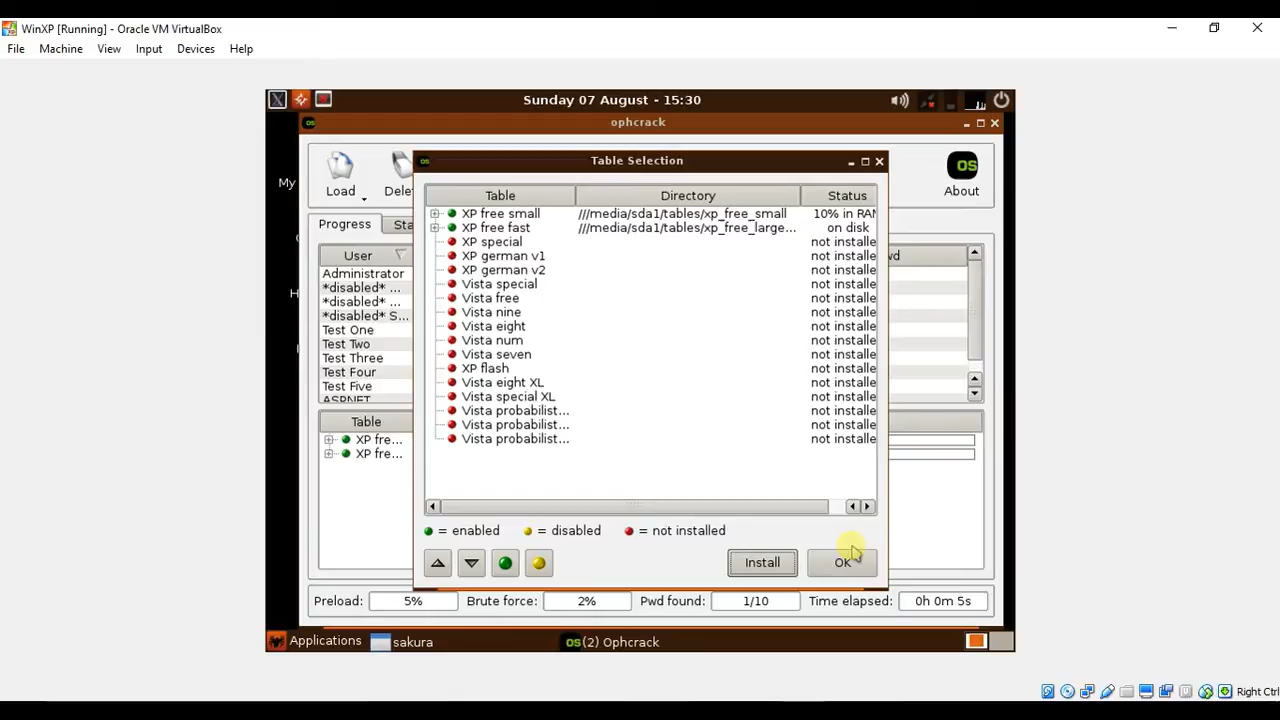 WinXP [Running] - Oracle VM VirtualBox
File Machine View Input Devices Help
Sunday 07 August - 15:30
ophcrack
Load
Table Selection
OS
About
My
Progress
Table Directory Status
XP free small ///media/sda1/tables/xp_free_small 10% in RAM
XP free fast ///media/sda1/tables/xp_free_large... on disk
XP special not installe
XP german v1 not installe
XP german v2 not installe
Vista special not installe
Vista free not installe
Vista nine not installe
Vista eight not installe
Vista num not installe
Vista seven not installe
XP flash not installe
Vista eight XL not installe
Vista special XL not installe
Vista probabilist... not installe
Vista probabilist... not installe
Vista probabilist... not installe
User
Administrator
*disabled* ...
*disabled* ...
*disabled* S...
Test One
Test Two
Test Three
Test Four
Test Five
ASPNET
Table
XP fre...
XP fre...
= enabled = disabled = not installed
Install OK
Preload: 5% Brute force: 2% Pwd found: 1/10 Time elapsed: 0h 0m 5s
Applications sakura OS (2) Ophcrack
Right Ctrl